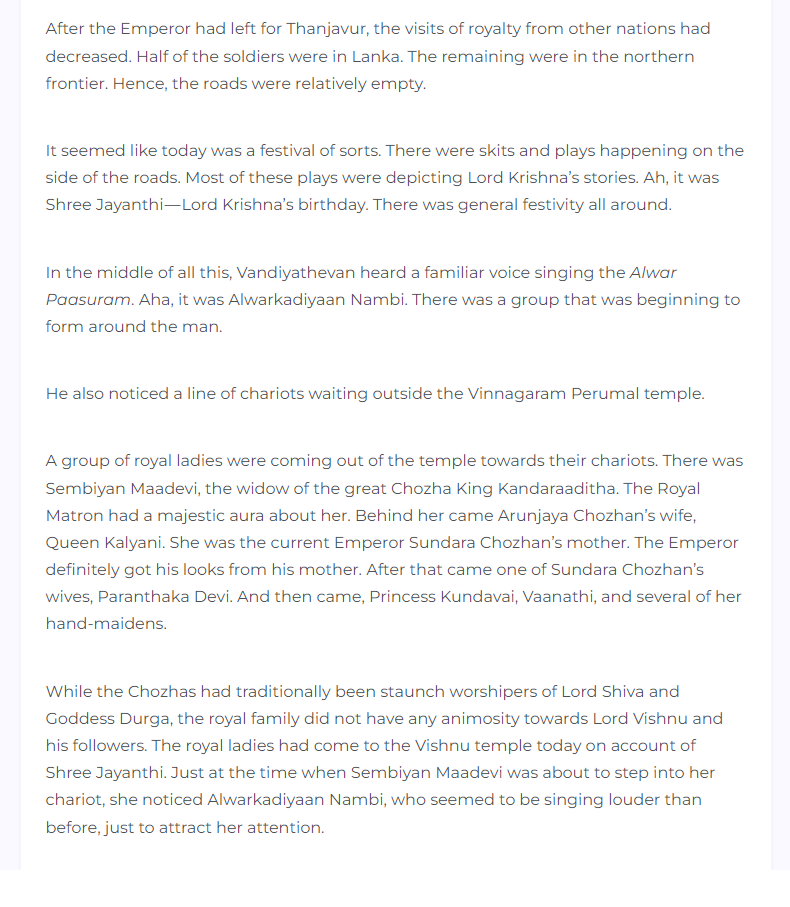 After the Emperor had left for Thanjavur, the visits of royalty from other nations had
decreased. Half of the soldiers were in Lanka. The remaining were in the northern
frontier. Hence, the roads were relatively empty.
It seemed like today was a festival of sorts. There were skits and plays happening on the
side of the roads. Most of these plays were depicting Lord Krishna’s stories. Ah, it was
Shree Jayanthi—Lord Krishna’s birthday. There was general festivity all around.
In the middle of all this, Vandiyathevan heard a familiar voice singing the Alwar
Paasuram. Aha, it was Alwarkadiyaan Nambi. There was a group that was beginning to
form around the man.
He also noticed a line of chariots waiting outside the Vinnagaram Perumal temple.
A group of royal ladies were coming out of the temple towards their chariots. There was
Sembiyan Maadevi, the widow of the great Chozha King Kandaraaditha. The Royal
Matron had a majestic aura about her. Behind her came Arunjaya Chozhan’s wife,
Queen Kalyani. She was the current Emperor Sundara Chozhan’s mother. The Emperor
definitely got his looks from his mother. After that came one of Sundara Chozhan’s
wives, Paranthaka Devi. And then came, Princess Kundavai, Vaanathi, and several of her
hand-maidens.
While the Chozhas had traditionally been staunch worshipers of Lord Shiva and
Goddess Durga, the royal family did not have any animosity towards Lord Vishnu and
his followers. The royal ladies had come to the Vishnu temple today on account of
Shree Jayanthi. Just at the time when Sembiyan Maadevi was about to step into her
chariot, she noticed Alwarkadiyaan Nambi, who seemed to be singing louder than
before, just to attract her attention.